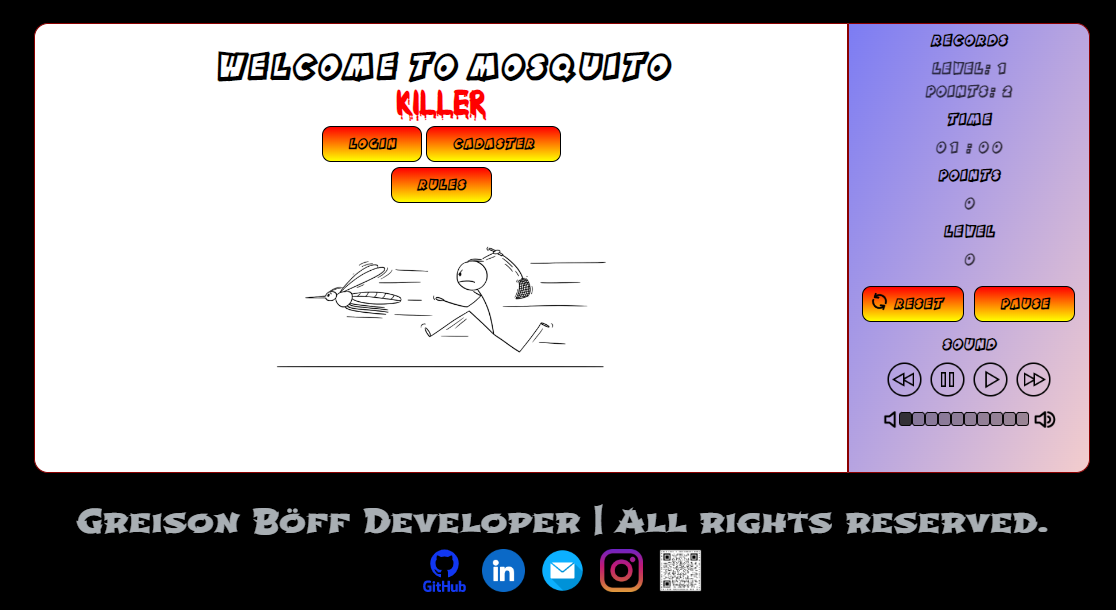 WELCOME TO MOSQUITO
KILLER
LOGIN CADASTER
RULES
RECORDS
LEVEL: 1
POINTS: 2
TIME
01 : 00
POINTS
0
LEVEL
0
RESET PAUSE
SOUND
Greison Böff Developer | All rights reserved.
GitHub
in